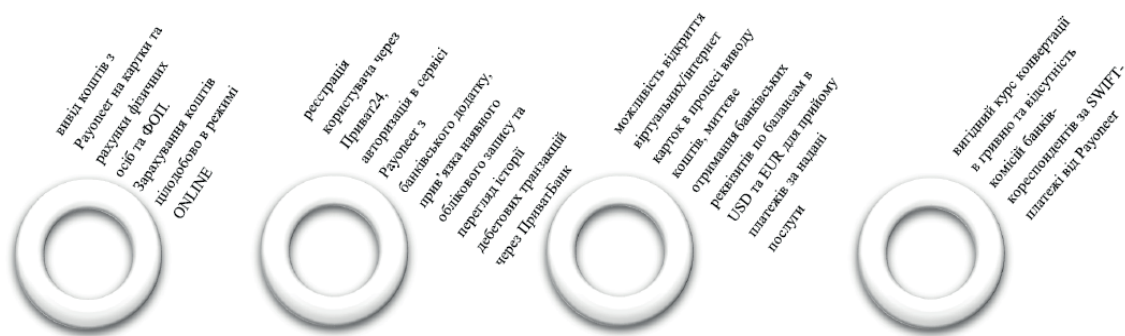 вивід коштів з
Payoneer на картки та
рахунки фізичних
осіб та ФОП.
Зарахування коштів
цілодобово в режимі
ONLINE
реєстрація
користувача через
Приват24,
авторизація в сервісі
Payoneer з
банківського додатку,
прив'язка наявного
облікового запису та
перегляд історії
дебетових транзакцій
через ПриватБанк
можливість відкриття
віртуальних/інтернет
карток в процесі виводу
коштів, миттєве
отримання банківських
реквізитів по балансам в
USD та EUR для прийому
платежів за надані
послуги
вигідний курс конвертації
в гривню та відсутність
комісій банків-
кореспондентів за SWIFT-
платежі від Payoneer